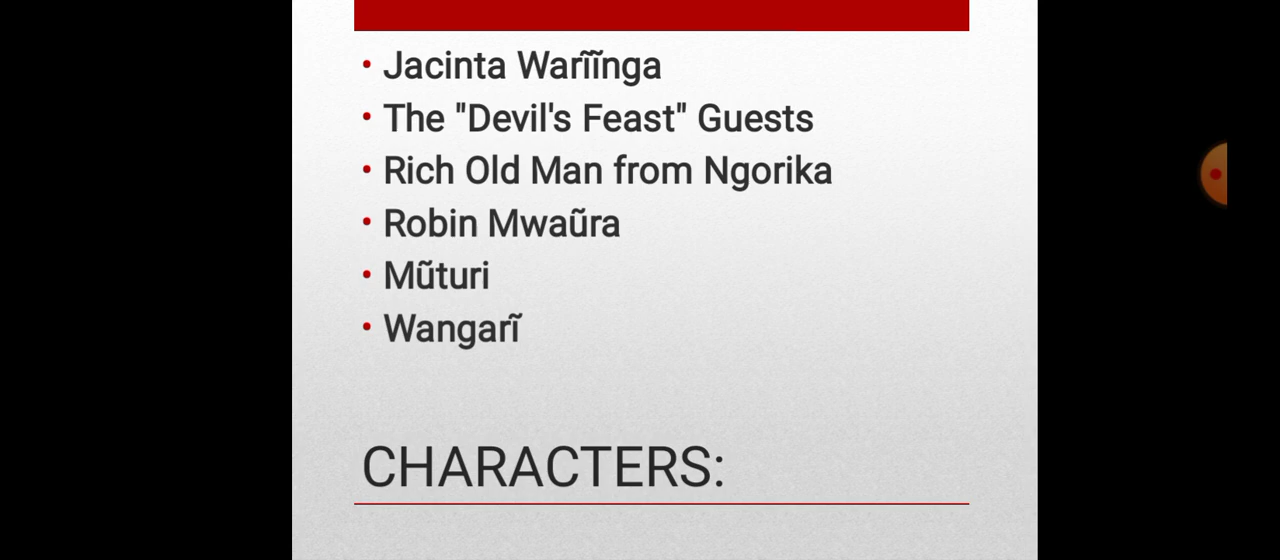 • Jacinta Warĩĩnga
• The "Devil's Feast" Guests
• Rich Old Man from Ngorika
• Robin Mwaũra
• Mũturi
• Wangarĩ
CHARACTERS: